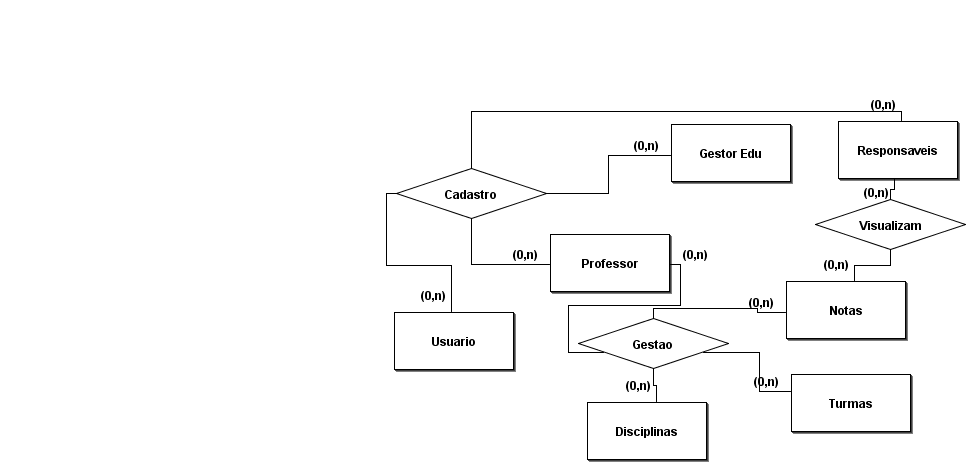 (0,n)
Gestor Edu
(0,n)
Responsaveis
Cadastro
(0,n)
Visualizam
(0,n)
Professor
(0,n)
(0,n)
(0,n)
Usuario
(0,n)
Notas
Gestao
(0,n)
(0,n)
Turmas
Disciplinas